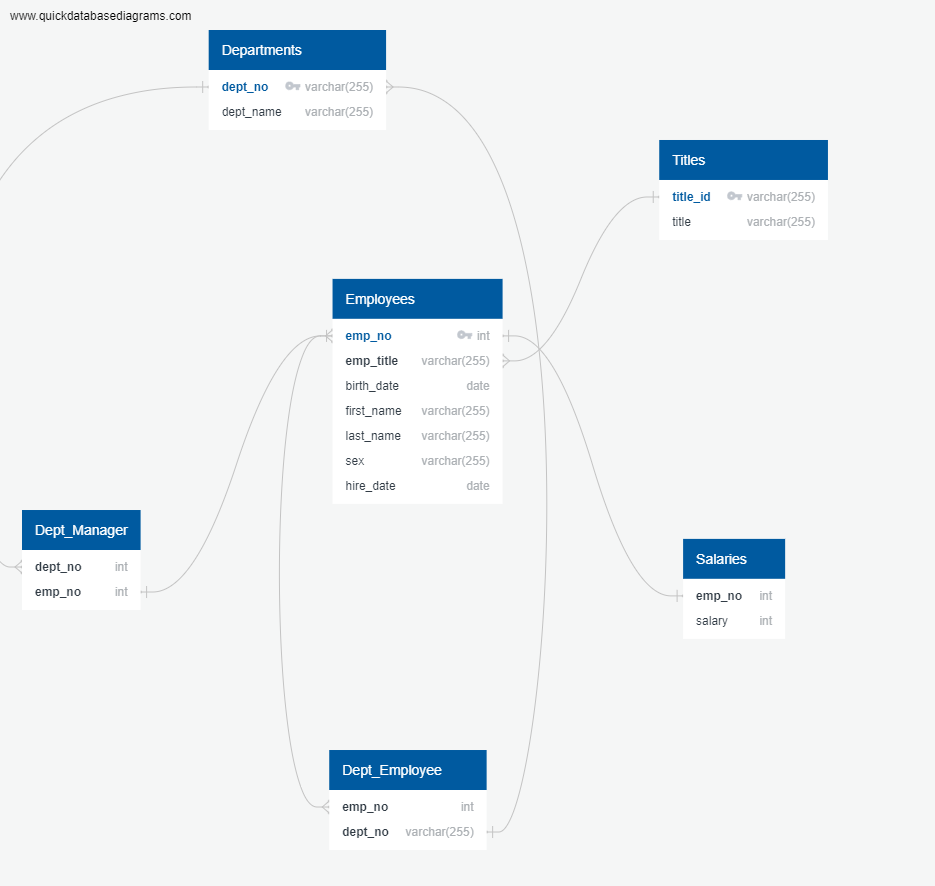 www.quickdatabasediagrams.com
Departments
dept_no varchar(255)
dept_name varchar(255)
Titles
title_id varchar(255)
title varchar(255)
Employees
emp_no int
emp_title varchar(255)
birth_date date
first_name varchar(255)
last_name varchar(255)
sex varchar(255)
hire_date date
Dept_Manager
dept_no int
emp_no int
Salaries
emp_no int
salary int
Dept_Employee
emp_no int
dept_no varchar(255)